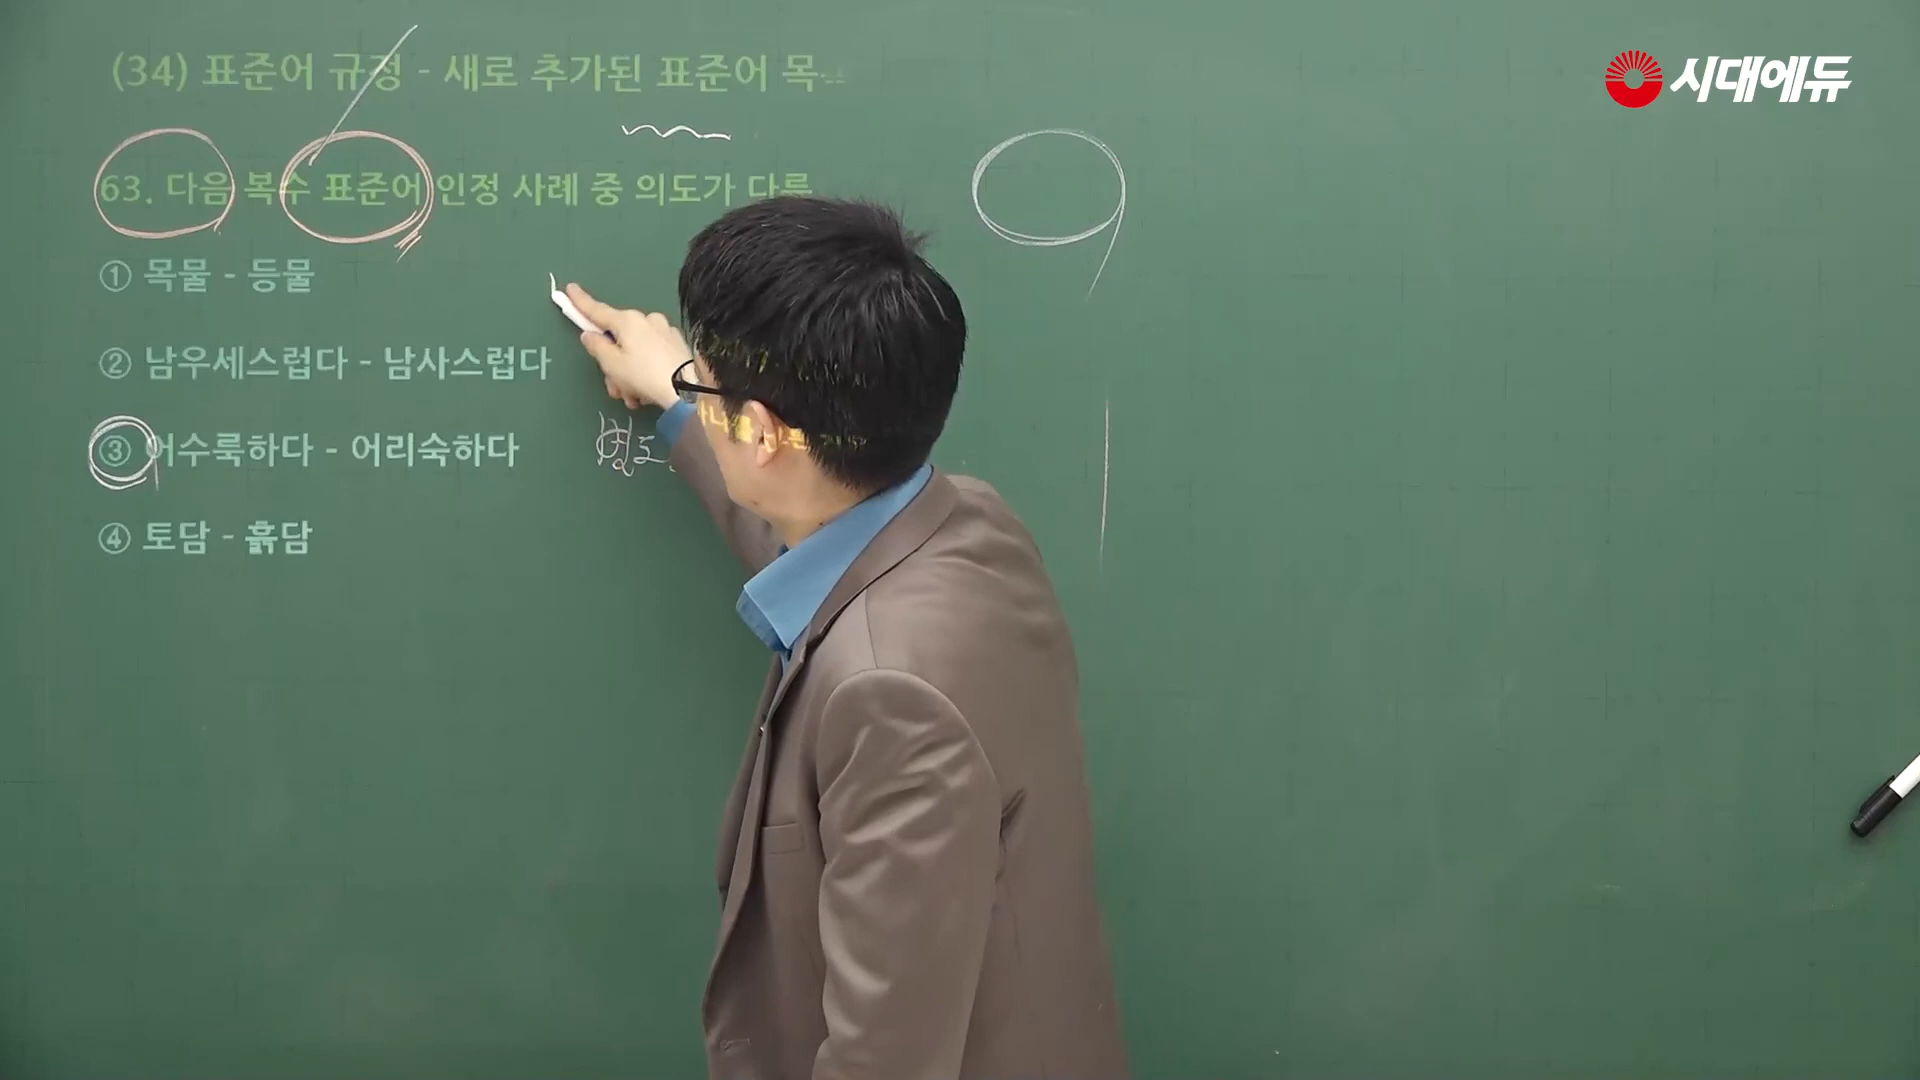 (34) 표준어 규정 - 새로 추가된 표준어 목
시대에듀
63. 다음 복수 표준어 인정 사례 중 의도가 다른
① 목물 - 등물
② 남우세스럽다 - 남사스럽다
③ 어수룩하다 - 어리숙하다
별도
④ 토담 - 흙담